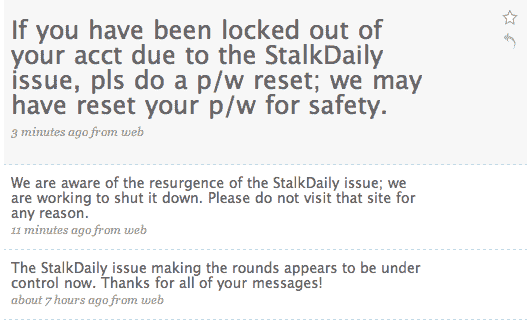 If you have been locked out of
your acct due to the StalkDaily
issue, pls do a p/w reset; we may
have reset your p/w for safety.
3 minutes ago from web
We are aware of the resurgence of the StalkDaily issue; we
are working to shut it down. Please do not visit that site for
any reason.
11 minutes ago from web
The StalkDaily issue making the rounds appears to be under
control now. Thanks for all of your messages!
about 7 hours ago from web